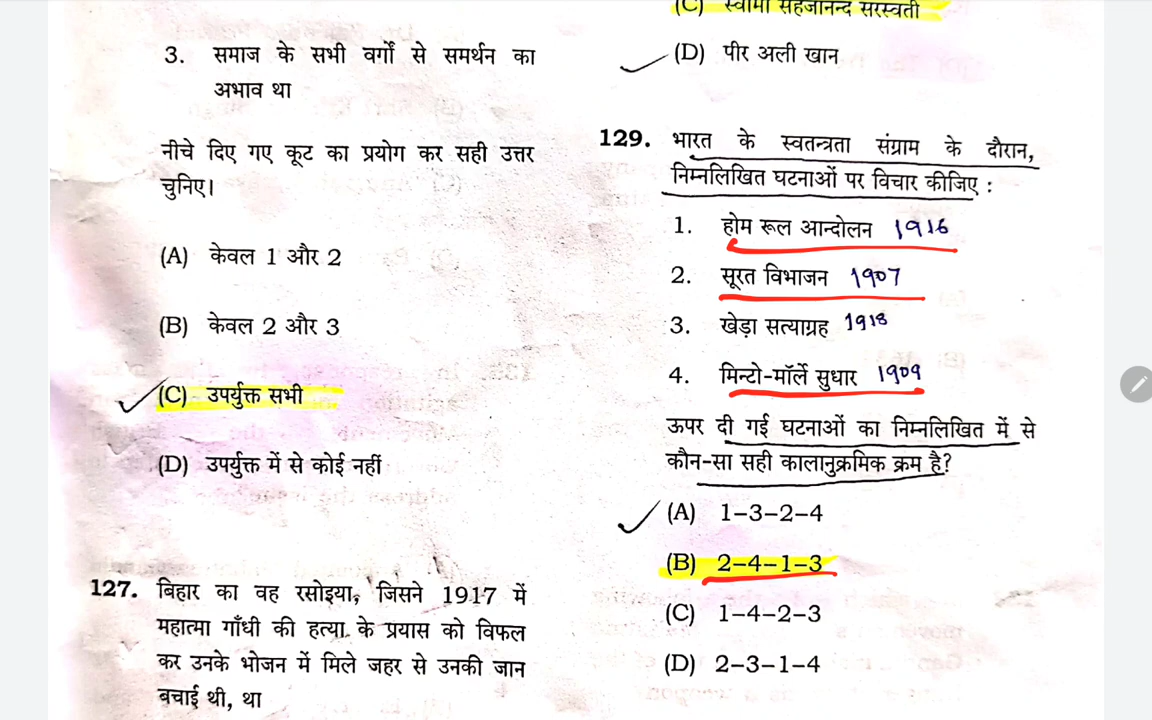 3. समाज के सभी वर्गों से समर्थन का
अभाव था
नीचे दिए गए कूट का प्रयोग कर सही उत्तर
चुनिए।
(A) केवल 1 और 2
(B) केवल 2 और 3
(C) उपर्युक्त सभी
(D) उपर्युक्त में से कोई नहीं
127. बिहार का वह रसोइया, जिसने 1917 में
महात्मा गाँधी की हत्या के प्रयास को विफल
कर उनके भोजन में मिले जहर से उनकी जान
बचाई थी, था
(C) स्वामी सहजानन्द सरस्वती
(D) पीर अली खान
129. भारत के स्वतन्त्रता संग्राम के दौरान,
निम्नलिखित घटनाओं पर विचार कीजिए :
1. होम रूल आन्दोलन 1916
2. सूरत विभाजन 1907
3. खेड़ा सत्याग्रह 1918
4. मिन्टो-मॉर्ले सुधार 1909
ऊपर दी गई घटनाओं का निम्नलिखित में से
कौन-सा सही कालानुक्रमिक क्रम है?
(A) 1–3–2–4
(B) 2–4–1–3
(C) 1–4–2–3
(D) 2–3–1–4